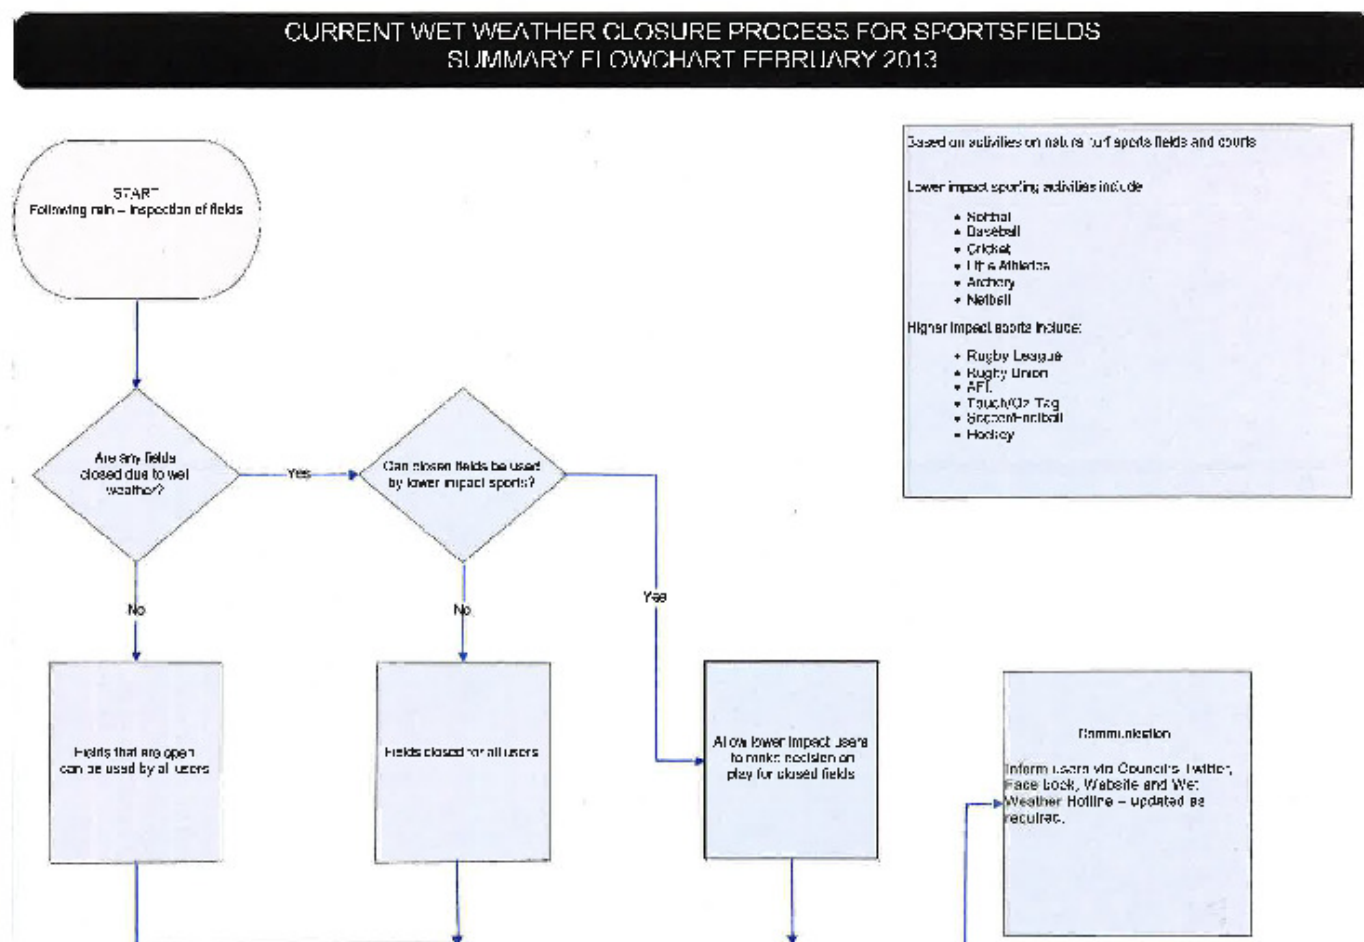 CURRENT WET WEATHER CLOSURE PROCESS FOR SPORTSFIELDS
SUMMARY FLOWCHART FEBRUARY 2013
START
Following rain – inspection of fields
Based on activities on natural turf sports fields and courts
Lower impact sporting activities include
• Softball
• Baseball
• Cricket
• Little Athletics
• Archery
• Netball
Higher impact sports include:
• Rugby League
• Rugby Union
• AFL
• Touch/Oz Tag
• Soccer/Football
• Hockey
Are any fields
closed due to wet
weather?
Yes
Can closed fields be used
by lower impact sports?
No
No
Yes
Fields that are open
can be used by all users
Fields closed for all users
Allow lower impact users
to make decision on
play for closed fields
Communication
Inform users via Council's Twitter,
Face book, Website and Wet
Weather Hotline – updated as
required.